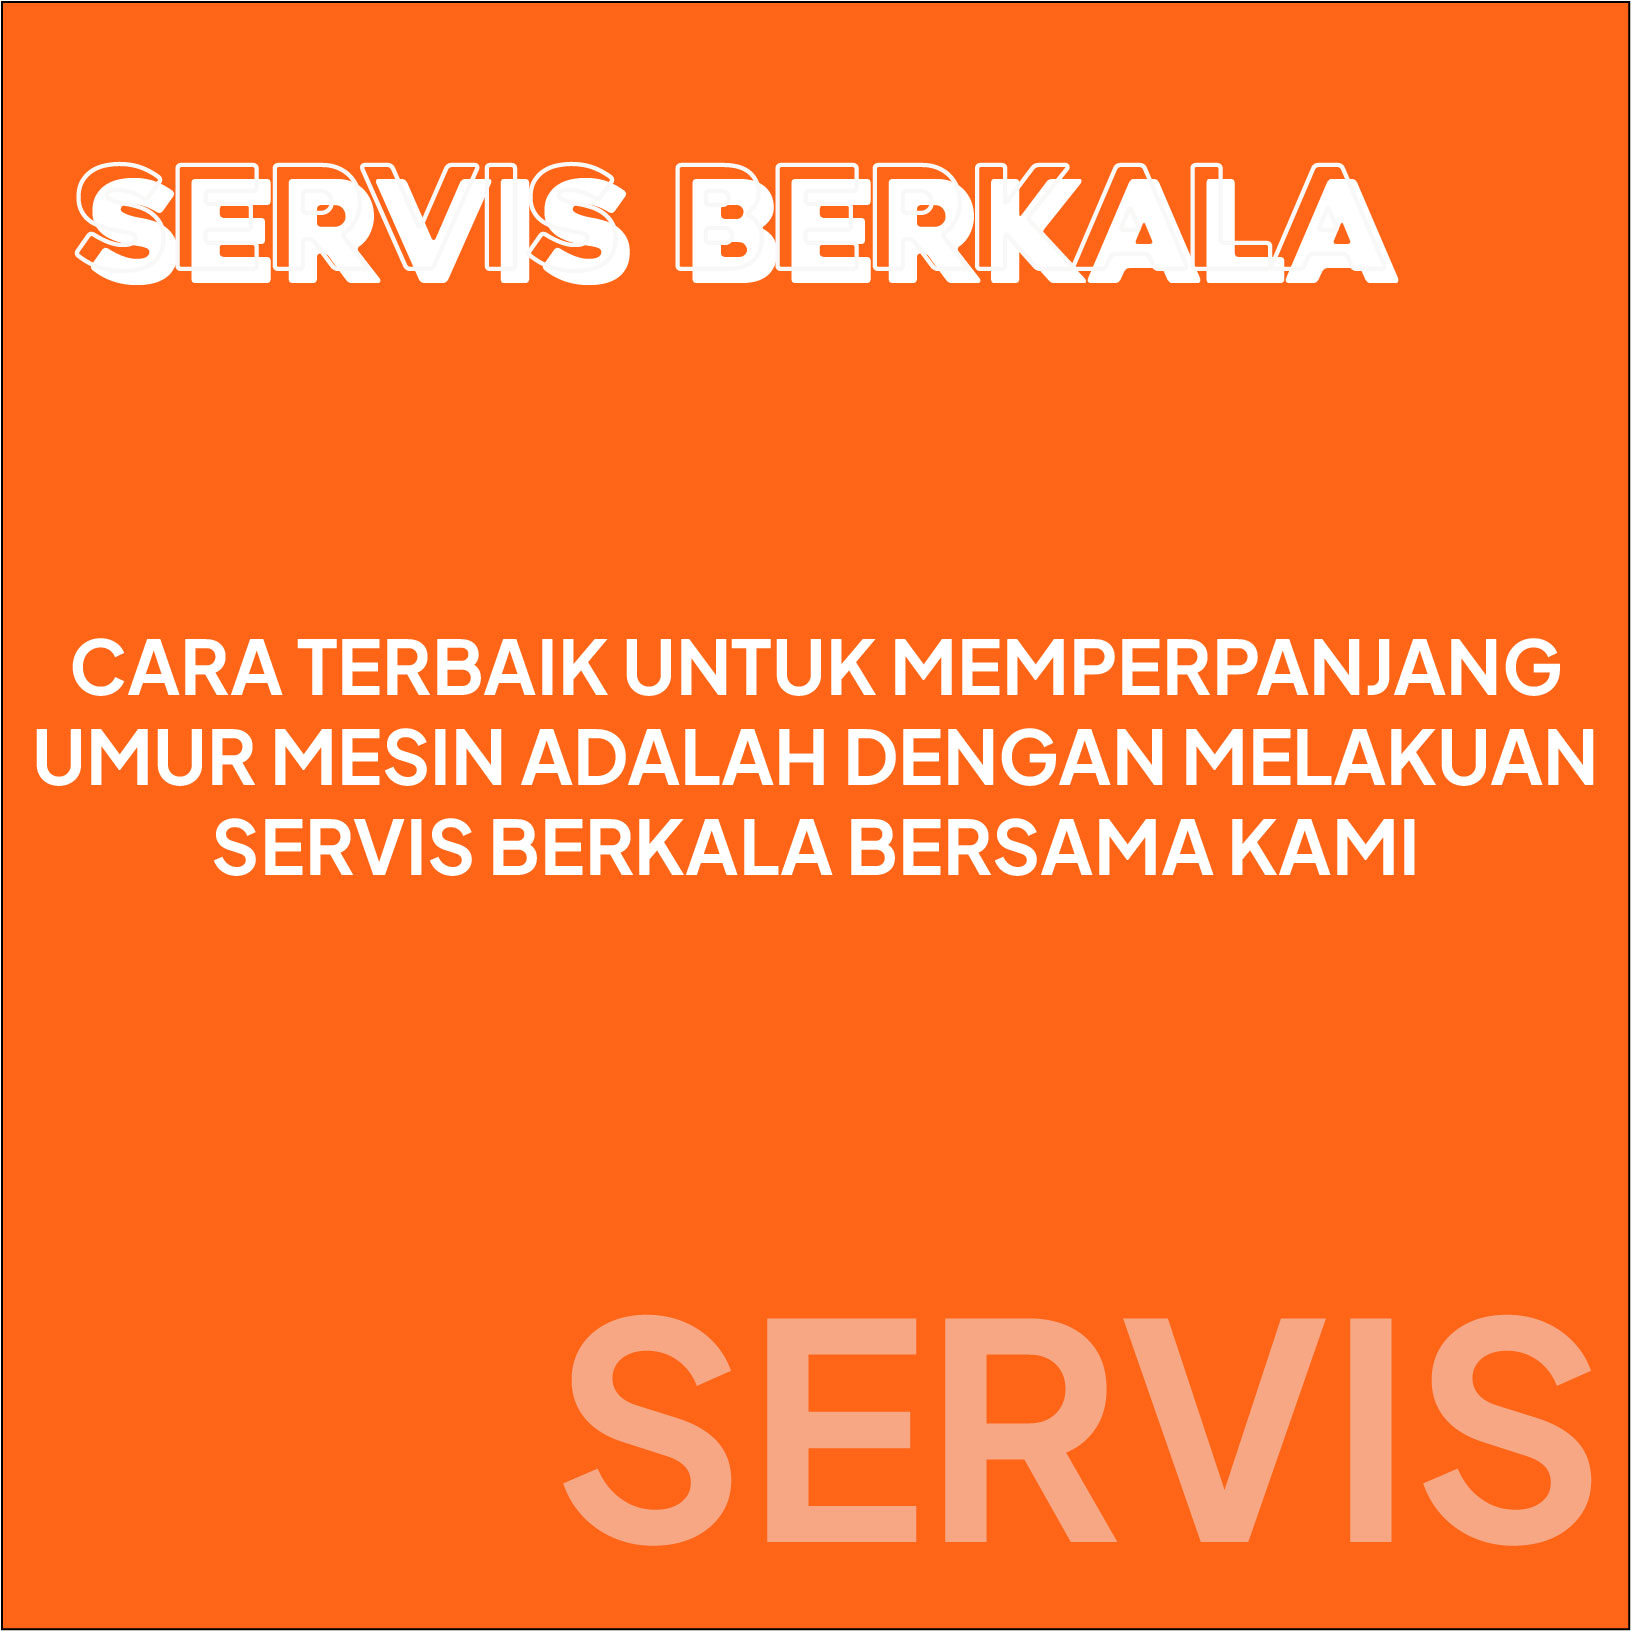 SERVIS BERKALA
CARA TERBAIK UNTUK MEMPERPANJANG
UMUR MESIN ADALAH DENGAN MELAKUAN
SERVIS BERKALA BERSAMA KAMI
SERVIS